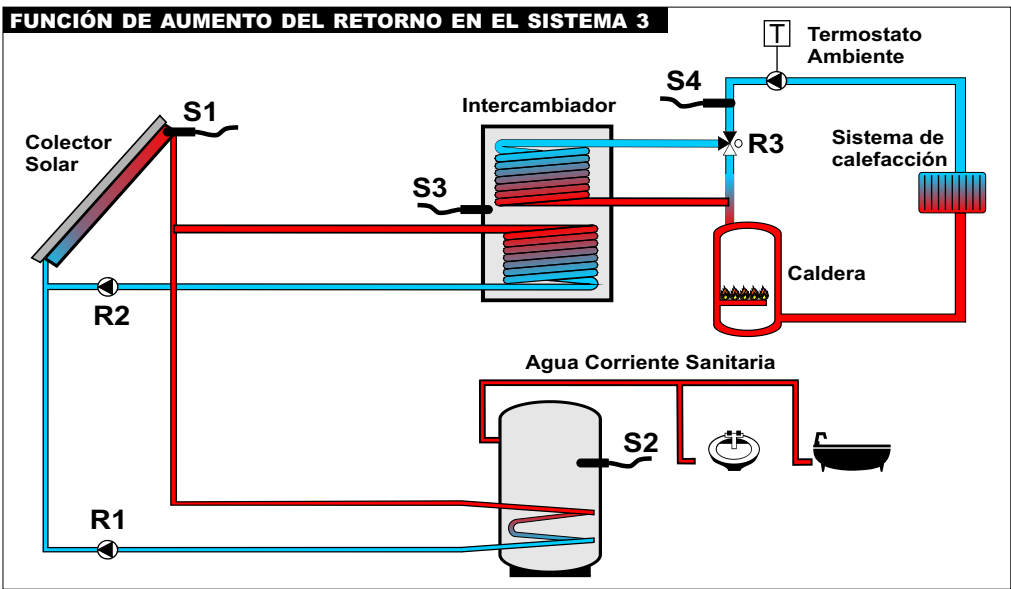 FUNCIÓN DE AUMENTO DEL RETORNO EN EL SISTEMA 3
T
Termostato
Ambiente
S4
S1
Intercambiador
Colector
Solar
R3
Sistema de
calefacción
S3
Caldera
R2
Agua Corriente Sanitaria
S2
R1